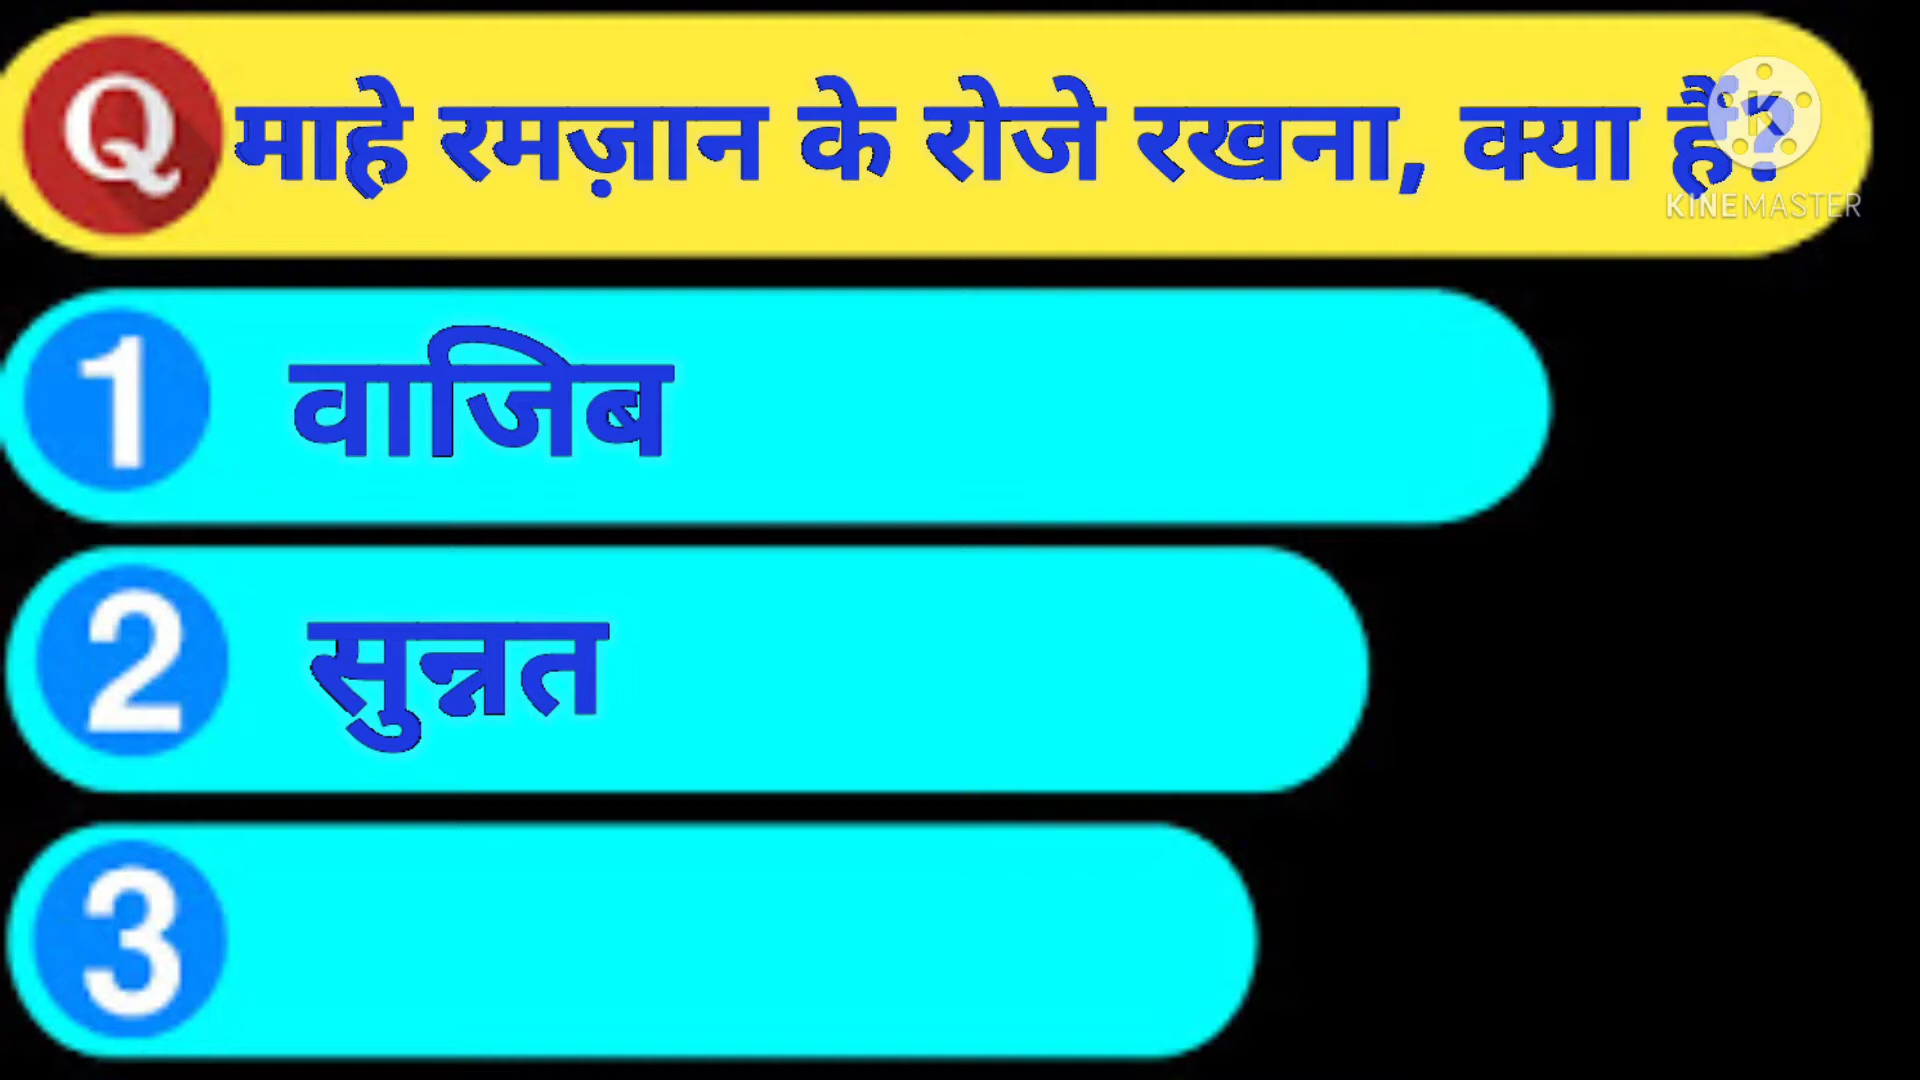 Q माहे रमज़ान के रोजे रखना, क्या हैं?
KINEMASTER
1 वाजिब
2 सुन्नत
3